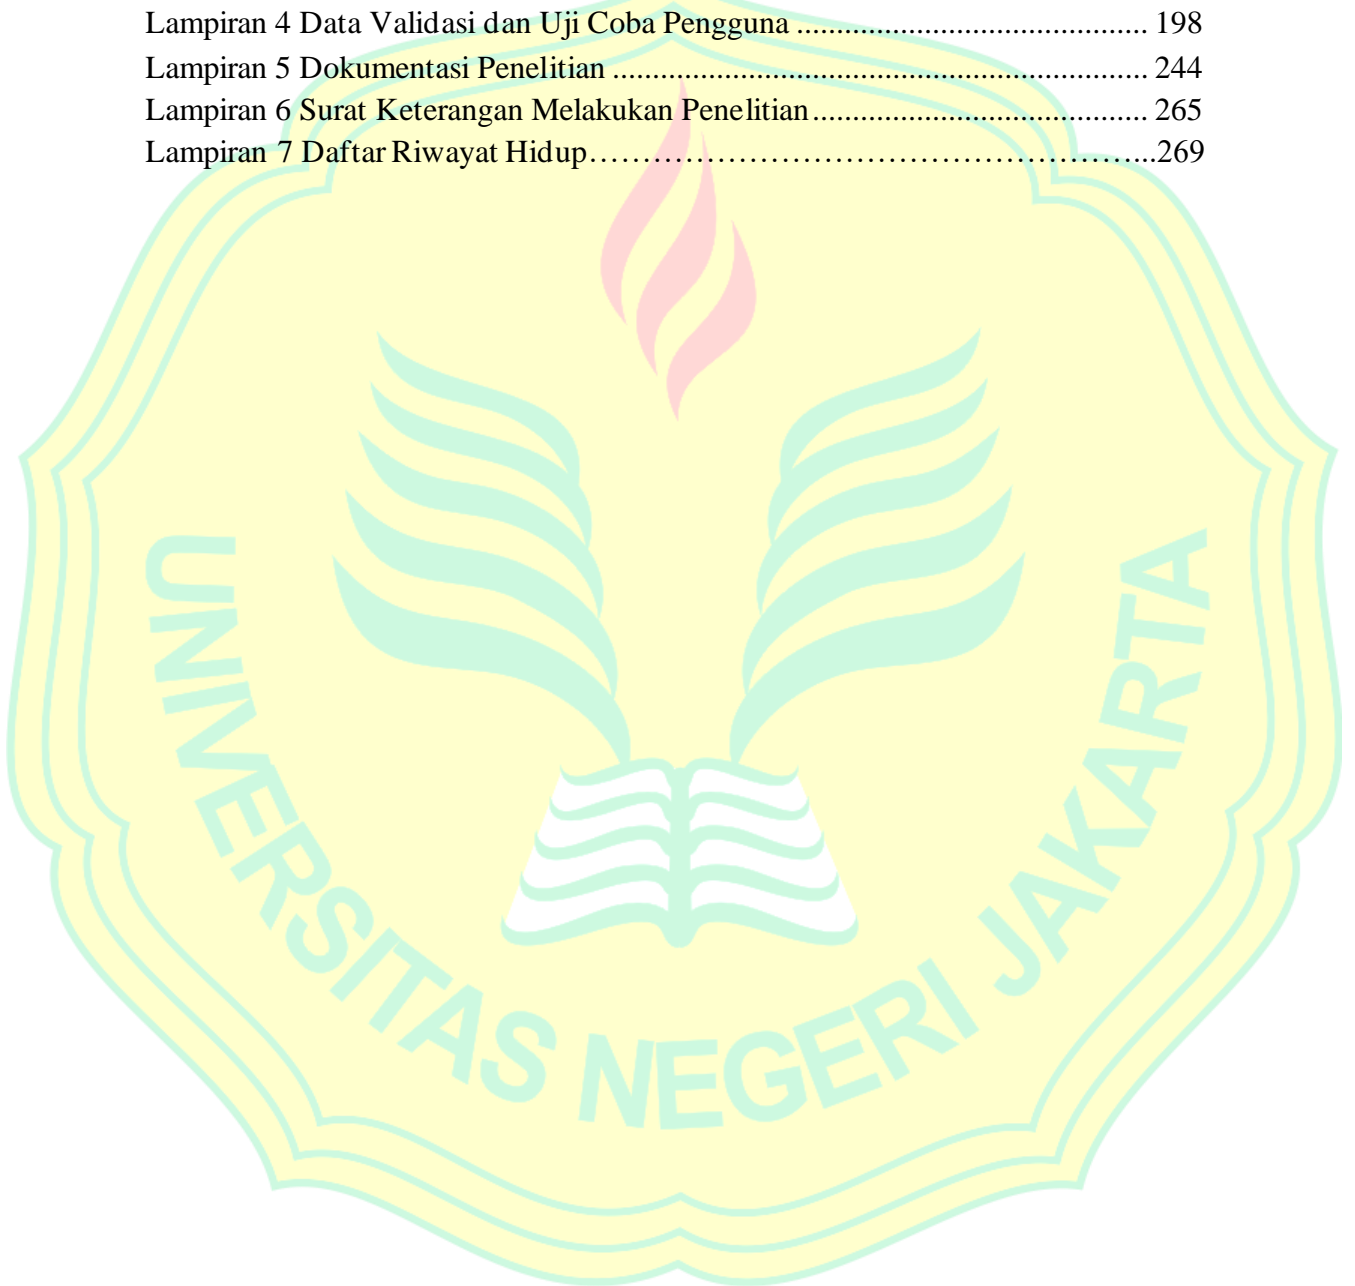 Lampiran 4 Data Validasi dan Uji Coba Pengguna ............................................ 198
Lampiran 5 Dokumentasi Penelitian ................................................................... 244
Lampiran 6 Surat Keterangan Melakukan Penelitian .......................................... 265
Lampiran 7 Daftar Riwayat Hidup…………………………………………...269
UNIVERSITAS NEGERI JAKARTA